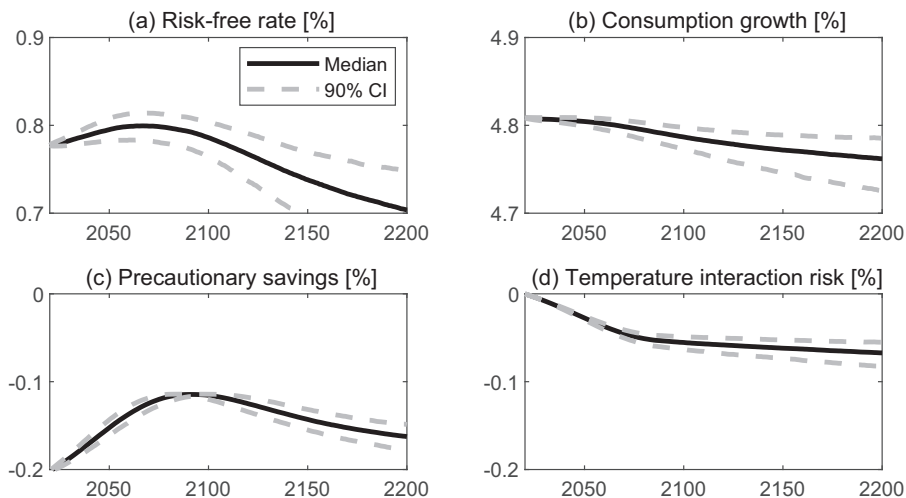 (a) Risk-free rate [%]
0.9
0.8
0.7
Median
90% CI
2050 2100 2150 2200
(b) Consumption growth [%]
4.9
4.8
4.7
2050 2100 2150 2200
(c) Precautionary savings [%]
0
-0.1
-0.2
2050 2100 2150 2200
(d) Temperature interaction risk [%]
0
-0.1
-0.2
2050 2100 2150 2200